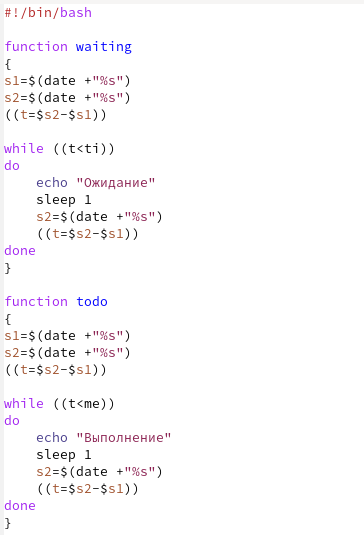 #!/bin/bash
function waiting
{
s1=$(date +"%s")
s2=$(date +"%s")
((t=$s2-$s1))
while ((t<ti))
do
    echo "Ожидание"
    sleep 1
    s2=$(date +"%s")
    ((t=$s2-$s1))
done
}
function todo
{
s1=$(date +"%s")
s2=$(date +"%s")
((t=$s2-$s1))
while ((t<me))
do
    echo "Выполнение"
    sleep 1
    s2=$(date +"%s")
    ((t=$s2-$s1))
done
}